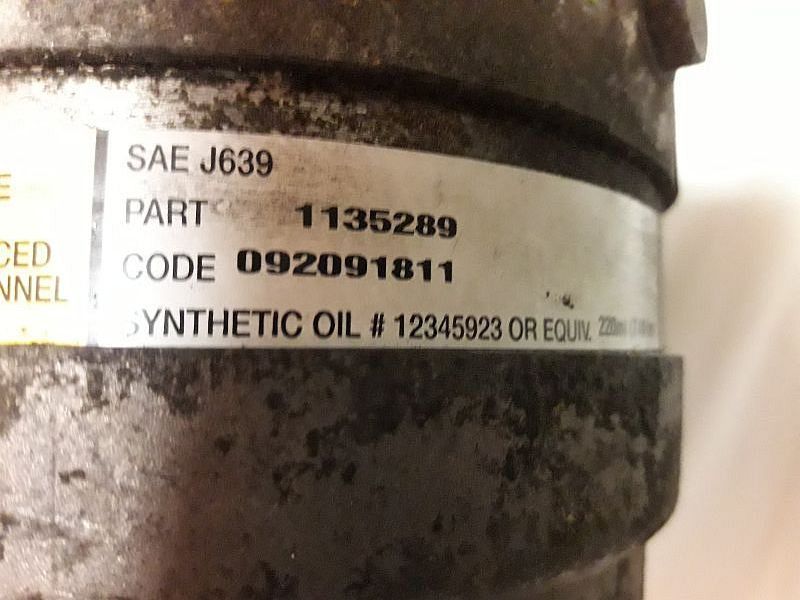 E
CED
NNEL
SAE J639
PART 1135289
CODE 092091811
SYNTHETIC OIL # 12345923 OR EQUIV.